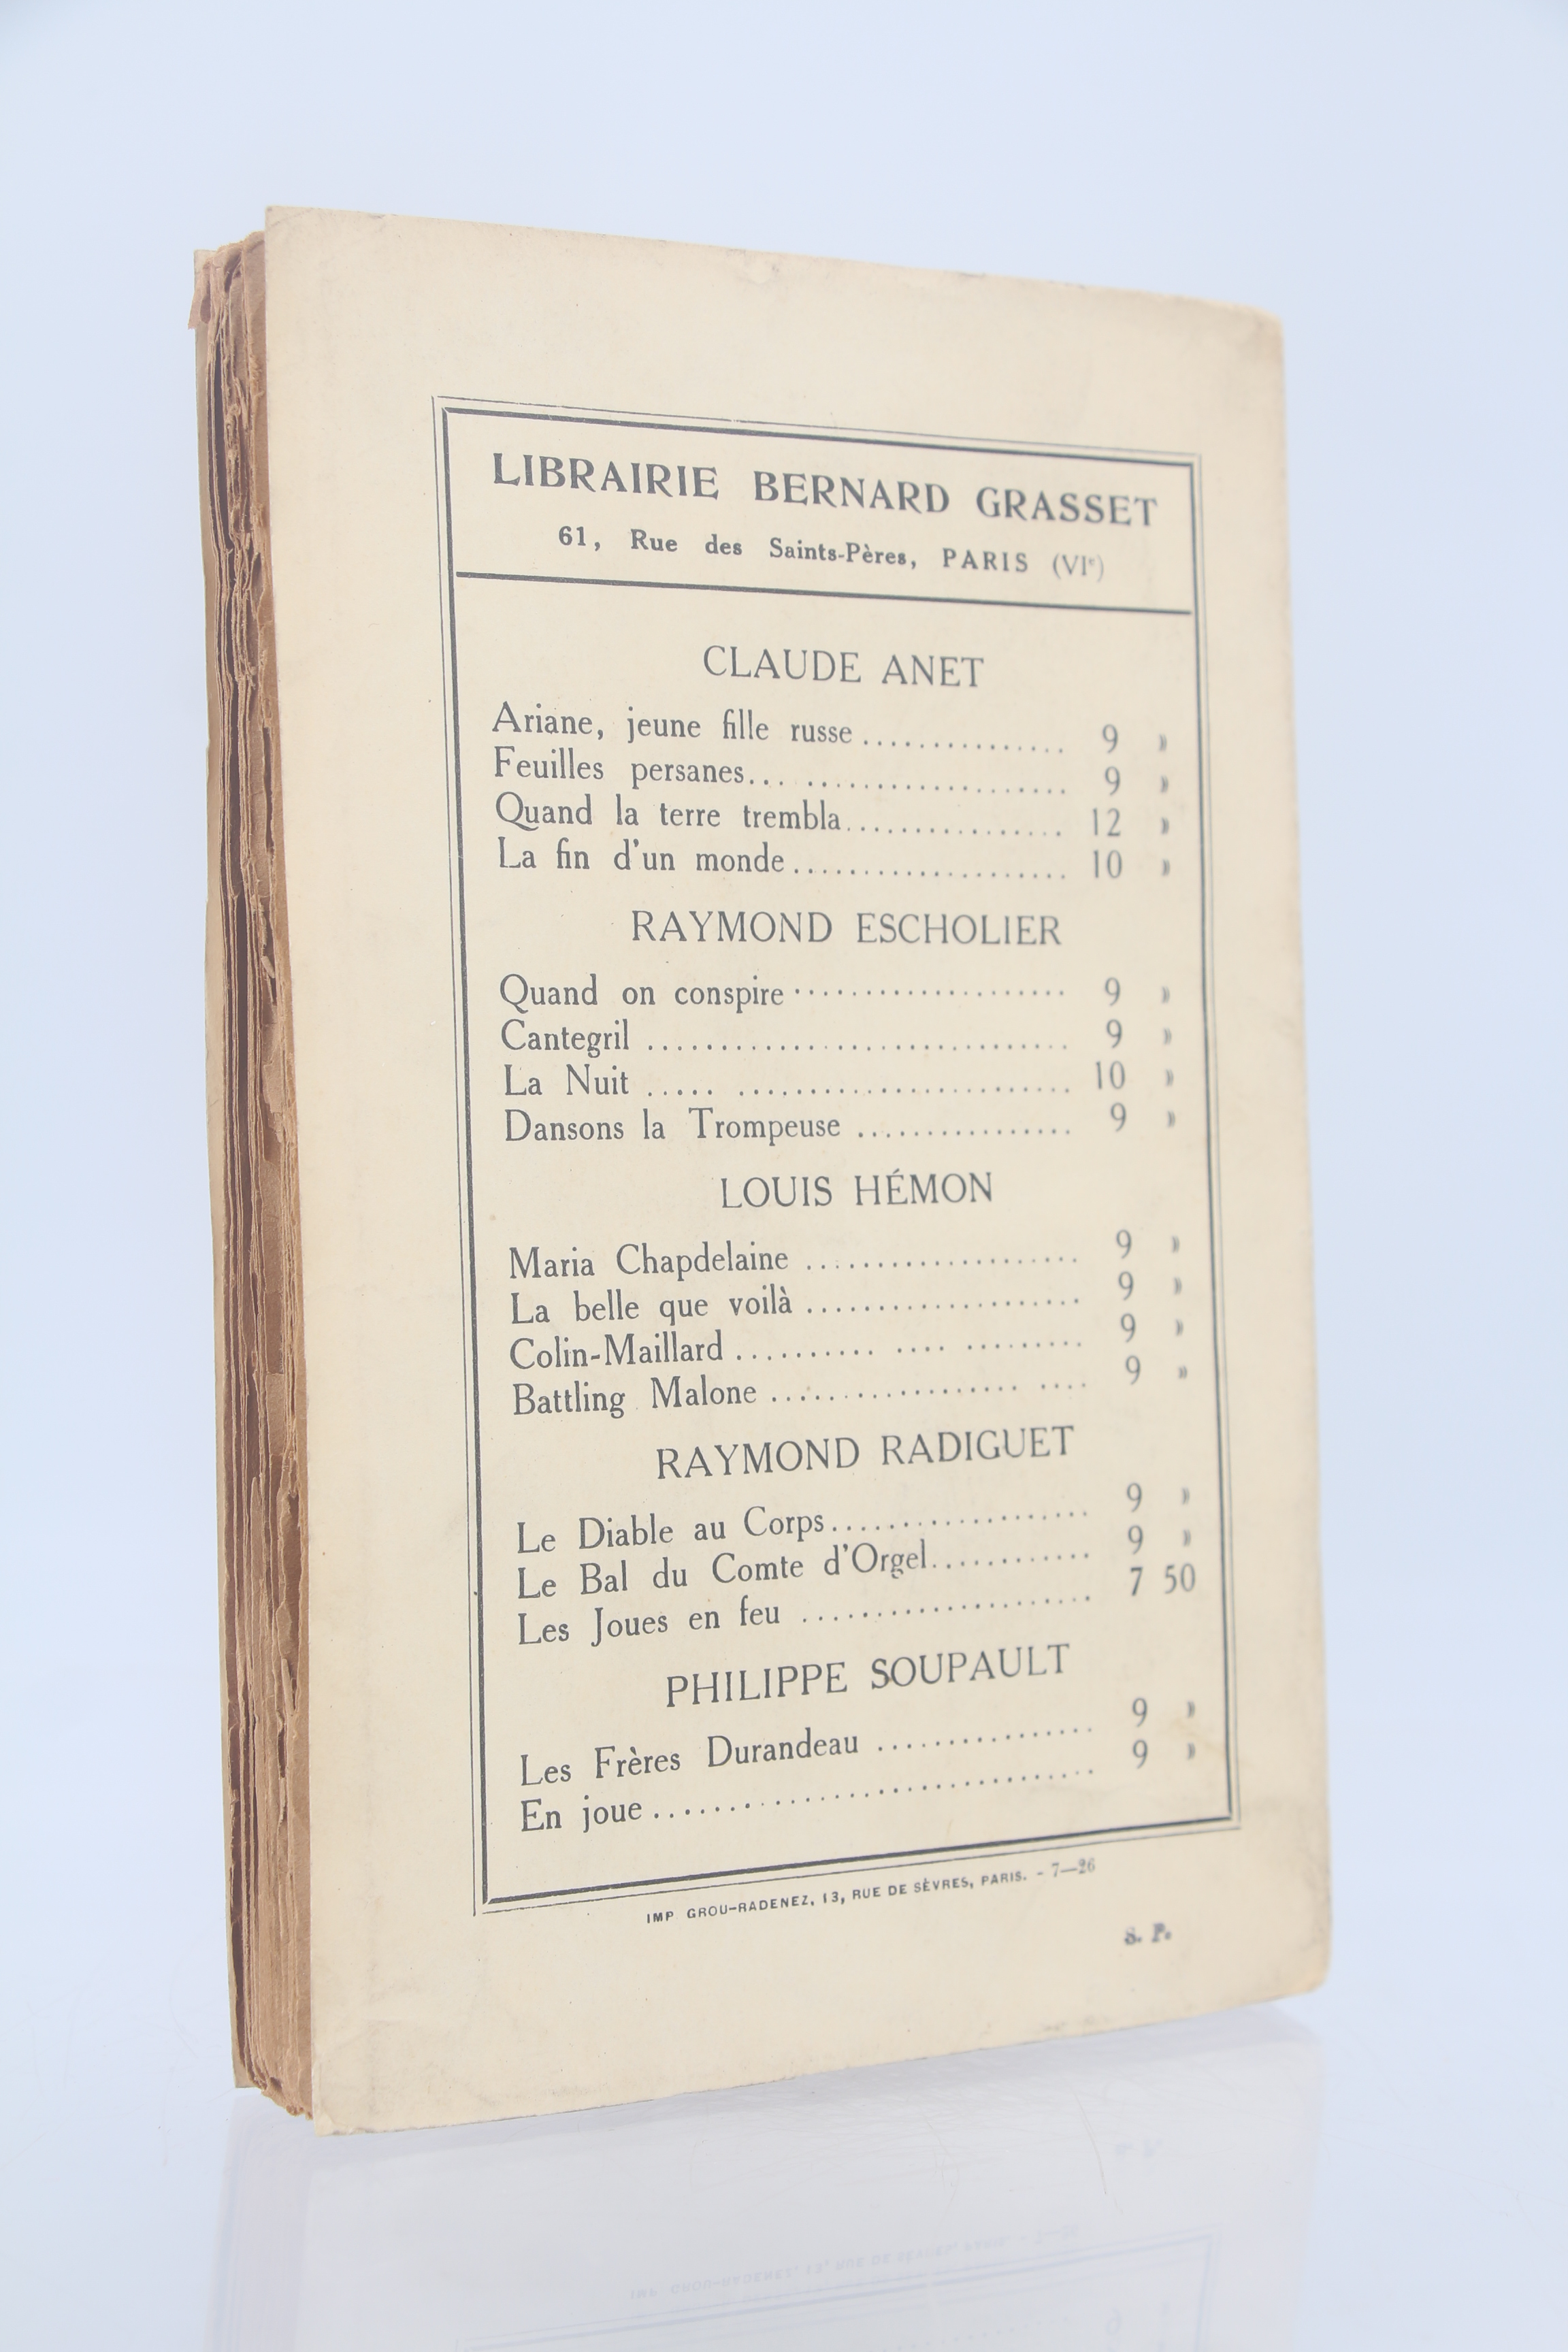 LIBRAIRIE BERNARD GRASSET
61, Rue des Saints-Pères, PARIS (VIe)
CLAUDE ANET
Ariane, jeune fille russe ............... 9 »
Feuilles persanes... .................... 9 »
Quand la terre trembla................. 12 »
La fin d'un monde..................... 10 »
RAYMOND ESCHOLIER
Quand on conspire ..................... 9 »
Cantegril ............................. 9 »
La Nuit ..... ........................ 10 »
Dansons la Trompeuse ................ 9 »
LOUIS HÉMON
Maria Chapdelaine .................... 9 »
La belle que voilà .................... 9 »
Colin-Maillard .......... .... ......... 9 »
Battling Malone .................. .... 9 »
RAYMOND RADIGUET
Le Diable au Corps.................... 9 »
Le Bal du Comte d'Orgel............ 9 »
Les Joues en feu ..................... 7 50
PHILIPPE SOUPAULT
Les Frères Durandeau ................ 9 »
En joue .............................. 9 »
IMP GROU-RADENEZ, 13, RUE DE SÈVRES, PARIS. - 7—26
S. P.